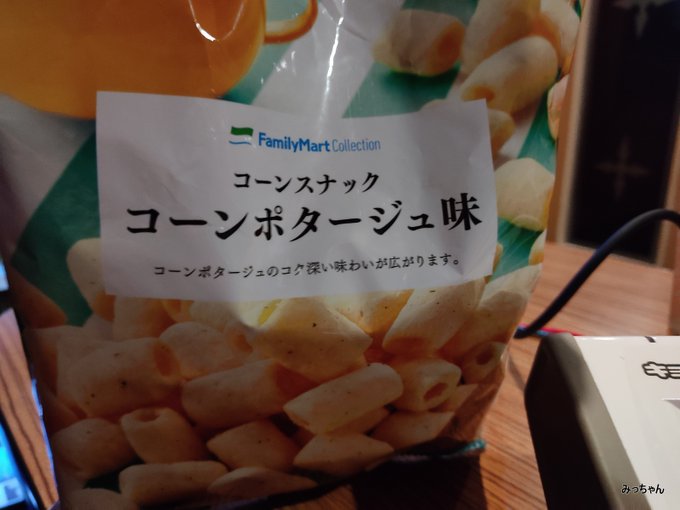 FamilyMart Collection
コーンスナック
コーンポタージュ味
コーンポタージュのコク深い味わいが広がります。
キミ
みっちゃん